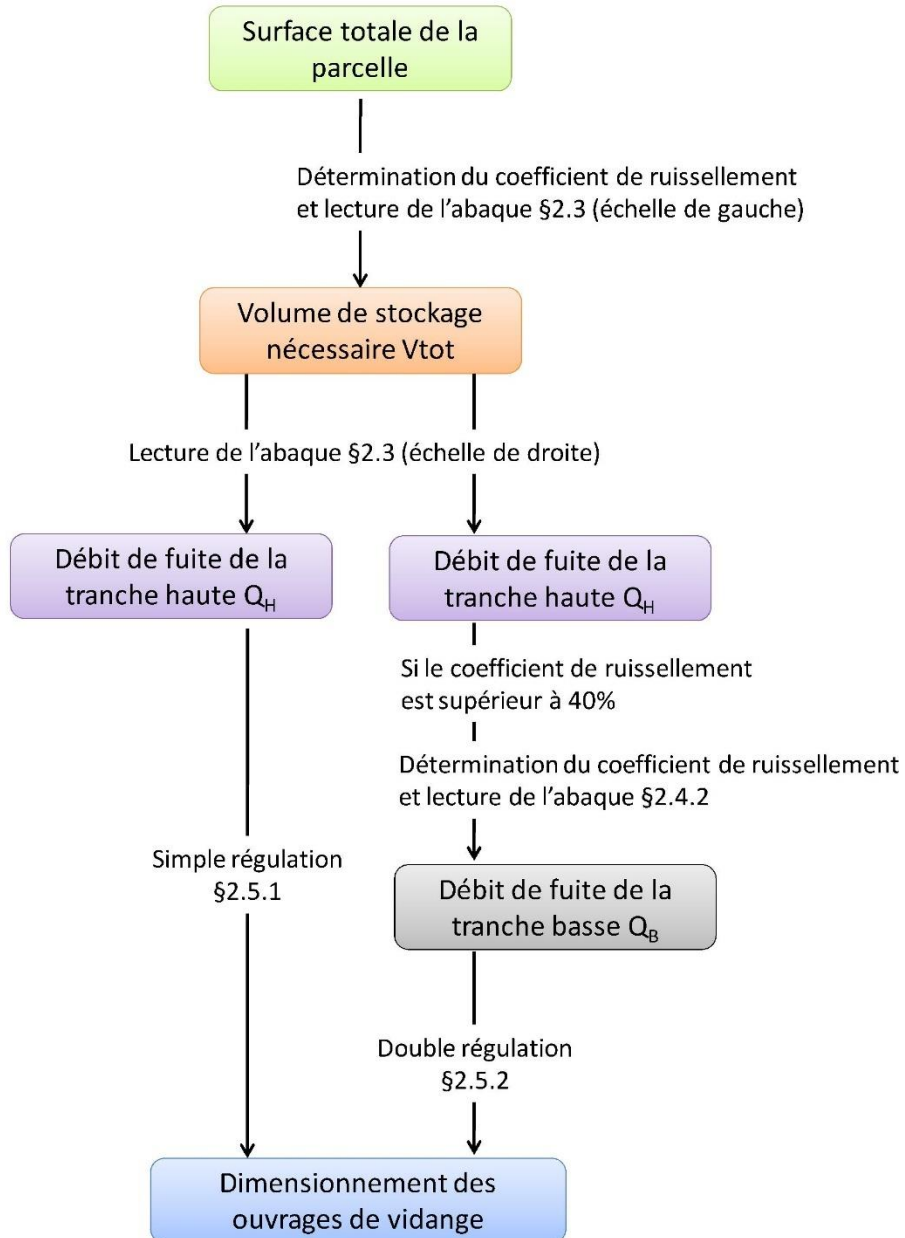 Surface totale de la
parcelle
Détermination du coefficient de ruissellement
et lecture de l'abaque §2.3 (échelle de gauche)
Volume de stockage
nécessaire Vtot
Lecture de l'abaque §2.3 (échelle de droite)
Débit de fuite de la
tranche haute Q_H
Débit de fuite de la
tranche haute Q_H
Si le coefficient de ruissellement
est supérieur à 40%
Détermination du coefficient de ruissellement
et lecture de l'abaque §2.4.2
Simple régulation
§2.5.1
Débit de fuite de la
tranche basse Q_B
Double régulation
§2.5.2
Dimensionnement des
ouvrages de vidange